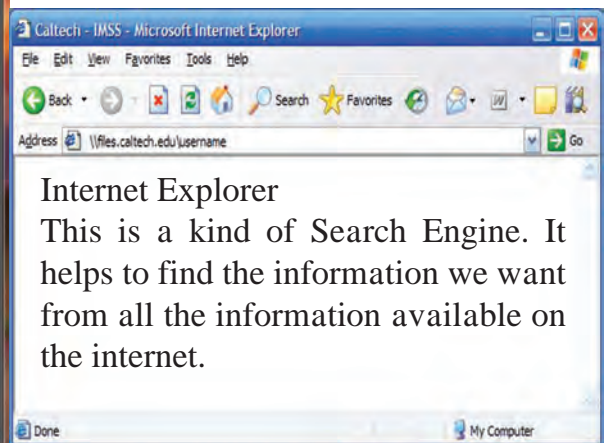 Caltech - IMSS - Microsoft Internet Explorer
File Edit View Favorites Tools Help
Back Search Favorites W
Address \\files.caltech.edu\username Go
Internet Explorer
This is a kind of Search Engine. It
helps to find the information we want
from all the information available on
the internet.
Done My Computer